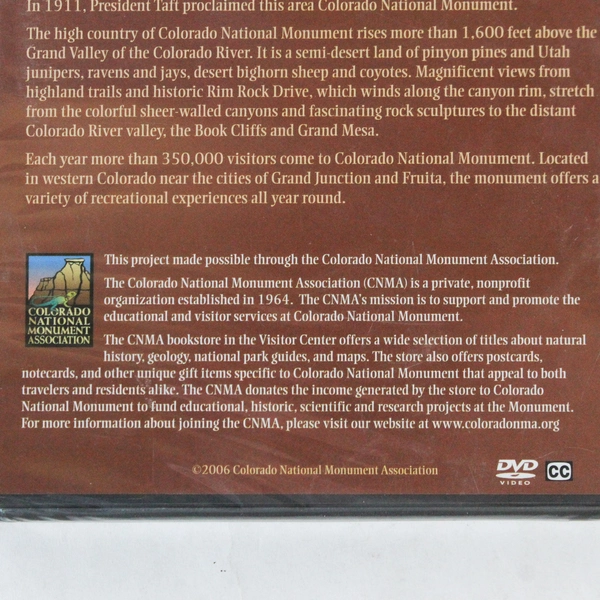 In 1911, President Taft proclaimed this area Colorado National Monument.
The high country of Colorado National Monument rises more than 1,600 feet above the
Grand Valley of the Colorado River. It is a semi-desert land of pinyon pines and Utah
junipers, ravens and jays, desert bighorn sheep and coyotes. Magnificent views from
highland trails and historic Rim Rock Drive, which winds along the canyon rim, stretch
from the colorful sheer-walled canyons and fascinating rock sculptures to the distant
Colorado River valley, the Book Cliffs and Grand Mesa.
Each year more than 350,000 visitors come to Colorado National Monument. Located
in western Colorado near the cities of Grand Junction and Fruita, the monument offers a
variety of recreational experiences all year round.
COLORADO
NATIONAL
MONUMENT
ASSOCIATION
This project made possible through the Colorado National Monument Association.
The Colorado National Monument Association (CNMA) is a private, nonprofit
organization established in 1964. The CNMA's mission is to support and promote the
educational and visitor services at Colorado National Monument.
The CNMA bookstore in the Visitor Center offers a wide selection of titles about natural
history, geology, national park guides, and maps. The store also offers postcards,
notecards, and other unique gift items specific to Colorado National Monument that appeal to both
travelers and residents alike. The CNMA donates the income generated by the store to Colorado
National Monument to fund educational, historic, scientific and research projects at the Monument.
For more information about joining the CNMA, please visit our website at www.coloradonma.org
©2006 Colorado National Monument Association
DVD
VIDEO
CC